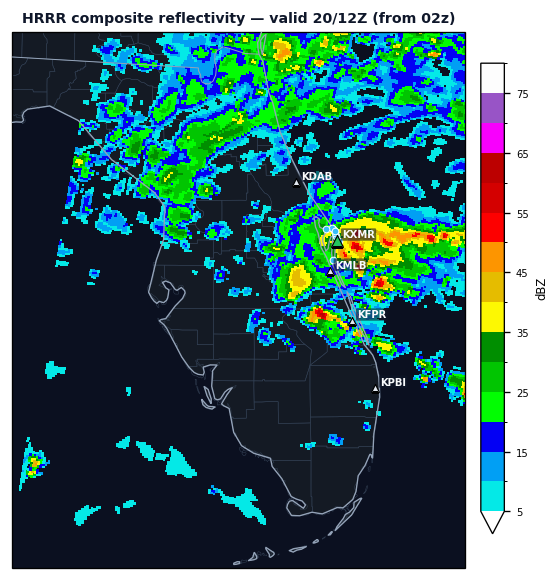 HRRR composite reflectivity — valid 20/12Z (from 02z)
KDAB
KXMR
KMLB
KFPR
KPBI
75
65
55
45
35
25
15
5
dBZ